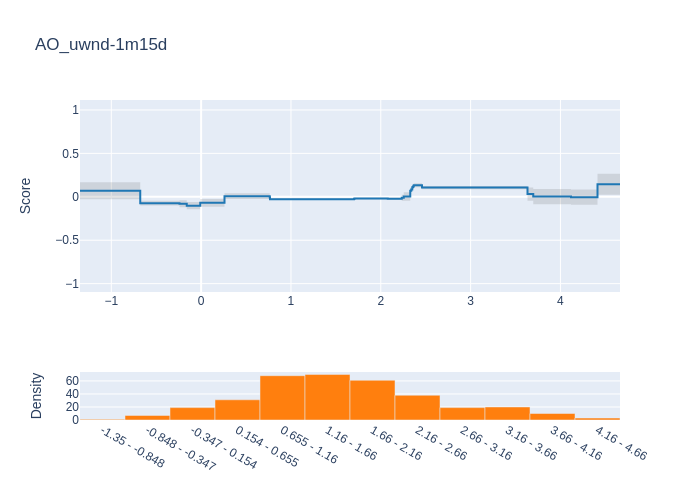 AO_uwnd-1m15d
Score
1
0.5
0
−0.5
−1
−1
0
1
2
3
4
Density
60
40
20
0
-1.35 - -0.848
-0.848 - -0.347
-0.347 - 0.154
0.154 - 0.655
0.655 - 1.16
1.16 - 1.66
1.66 - 2.16
2.16 - 2.66
2.66 - 3.16
3.16 - 3.66
3.66 - 4.16
4.16 - 4.66